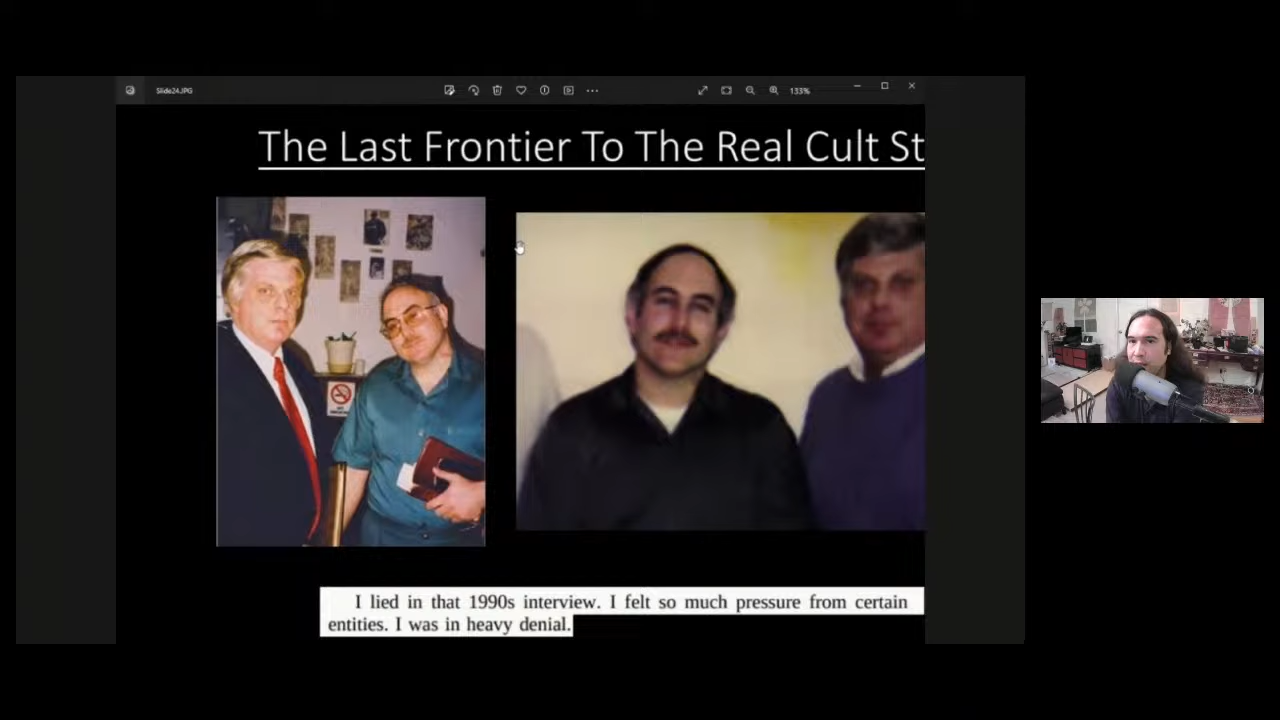 Slide24.JPG
133%
The Last Frontier To The Real Cult St
I lied in that 1990s interview. I felt so much pressure from certain
entities. I was in heavy denial.